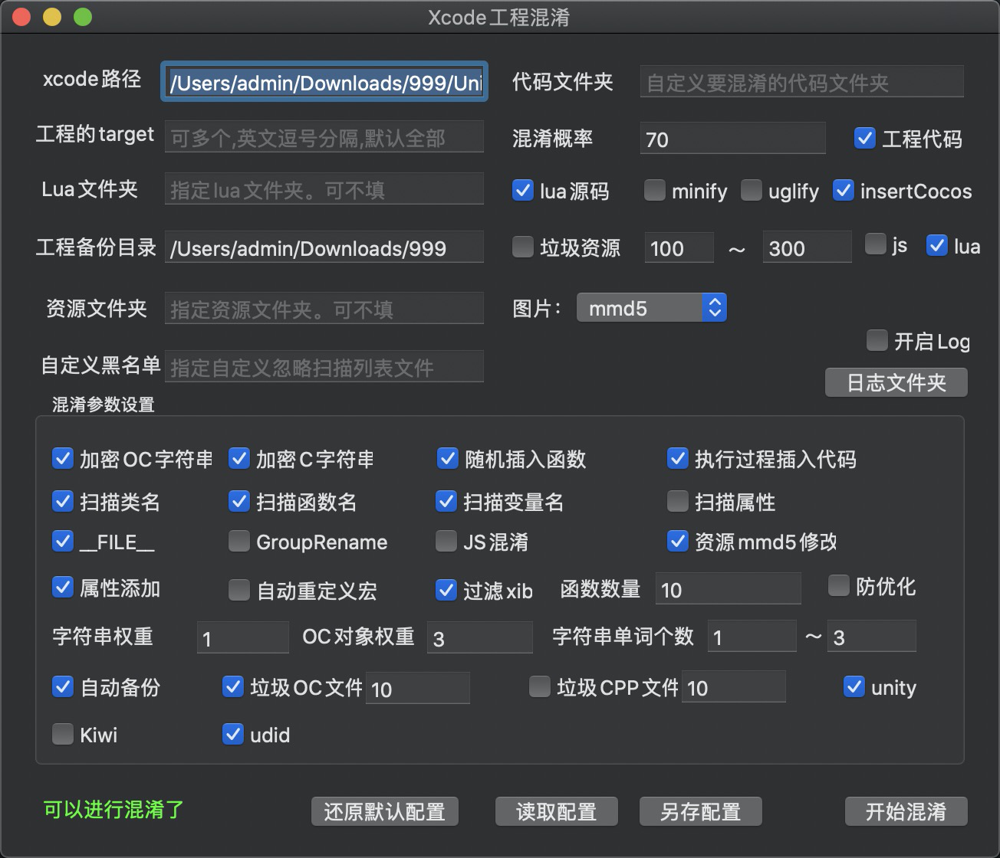 Xcode工程混淆
xcode路径 /Users/admin/Downloads/999/Uni 代码文件夹 自定义要混淆的代码文件夹
工程的target 可多个,英文逗号分隔,默认全部 混淆概率 70 工程代码
Lua文件夹 指定lua文件夹。可不填 lua源码 minify uglify insertCocos
工程备份目录 /Users/admin/Downloads/999 垃圾资源 100 ~ 300 js lua
资源文件夹 指定资源文件夹。可不填 图片: mmd5
开启Log
自定义黑名单 指定自定义忽略扫描列表文件 日志文件夹
混淆参数设置
加密OC字符串 加密C字符串 随机插入函数 执行过程插入代码
扫描类名 扫描函数名 扫描变量名 扫描属性
__FILE__ GroupRename JS混淆 资源mmd5修改
属性添加 自动重定义宏 过滤xib 函数数量 10 防优化
字符串权重 1 OC对象权重 3 字符串单词个数 1 ~ 3
自动备份 垃圾OC文件 10 垃圾CPP文件 10 unity
Kiwi udid
可以进行混淆了 还原默认配置 读取配置 另存配置 开始混淆